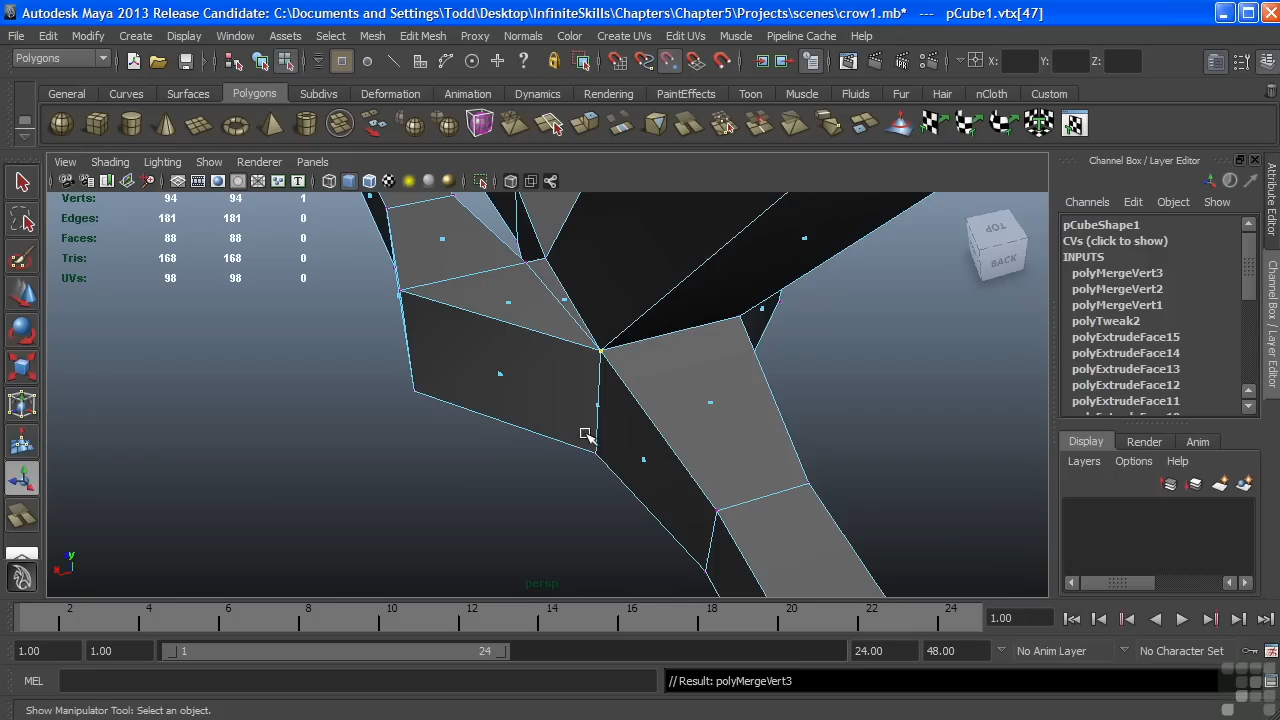 Autodesk Maya 2013 Release Candidate: C:\Documents and Settings\Todd\Desktop\InfiniteSkills\Chapters\Chapter5\Projects\scenes\crow1.mb* --- pCube1.vtx[47]
File Edit Modify Create Display Window Assets Select Mesh Edit Mesh Proxy Normals Color Create UVs Edit UVs Muscle Pipeline Cache Help
Polygons X: Y: Z:
General Curves Surfaces Polygons Subdivs Deformation Animation Dynamics Rendering PaintEffects Toon Muscle Fluids Fur Hair nCloth Custom
View Shading Lighting Show Renderer Panels
Channel Box / Layer Editor
Channels Edit Object Show
Verts: 94 94 1
Edges: 181 181 0
Faces: 88 88 0
Tris: 168 168 0
UVs: 98 98 0
TOP
BACK
persp
y
x
pCubeShape1
CVs (click to show)
INPUTS
polyMergeVert3
polyMergeVert2
polyMergeVert1
polyTweak2
polyExtrudeFace15
polyExtrudeFace14
polyExtrudeFace13
polyExtrudeFace12
polyExtrudeFace11
Display Render Anim
Layers Options Help
Attribute Editor
Channel Box / Layer Editor
2 4 6 8 10 12 14 16 18 20 22 24
1.00
1.00 1.00 1 24 24.00 48.00 No Anim Layer No Character Set
MEL // Result: polyMergeVert3
Show Manipulator Tool: Select an object.